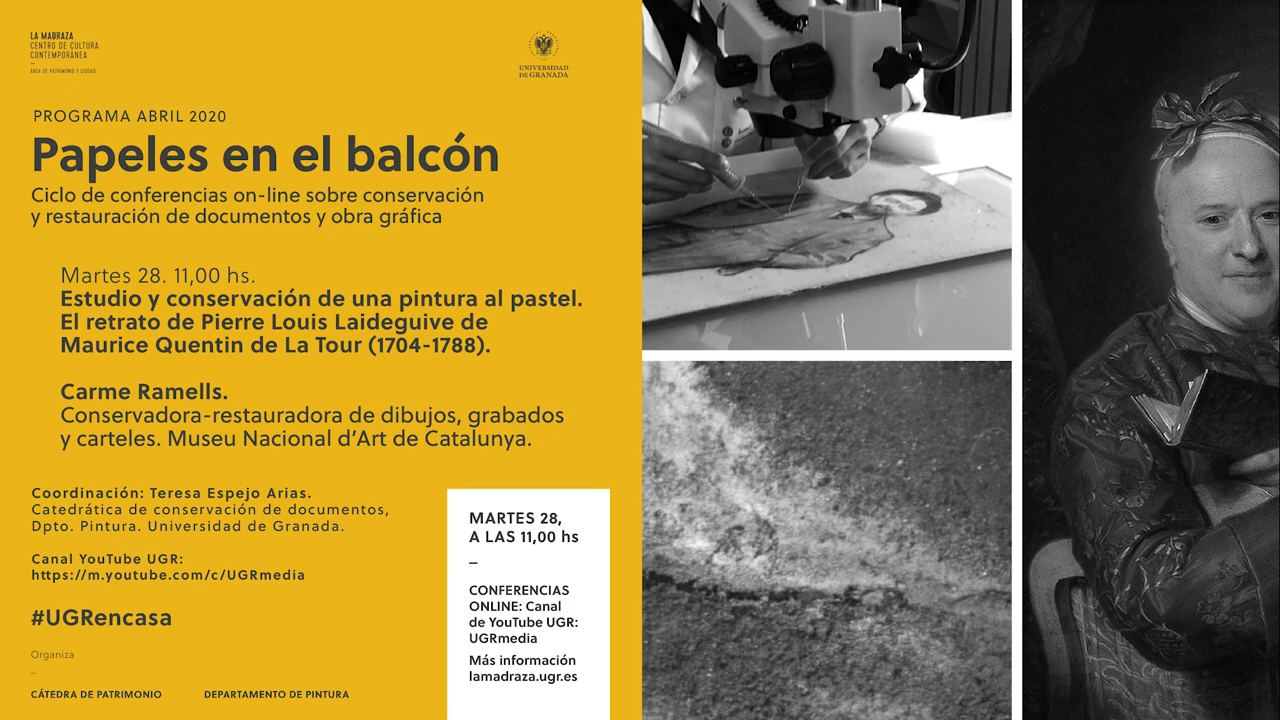 LA MADRAZA
CENTRO DE CULTURA
CONTEMPORÁNEA
–
ÁREA DE PATRIMONIO Y CIUDAD
UNIVERSIDAD
DE GRANADA
PROGRAMA ABRIL 2020
Papeles en el balcón
Ciclo de conferencias on-line sobre conservación
y restauración de documentos y obra gráfica
Martes 28. 11,00 hs.
Estudio y conservación de una pintura al pastel.
El retrato de Pierre Louis Laideguive de
Maurice Quentin de La Tour (1704-1788).
Carme Ramells.
Conservadora-restauradora de dibujos, grabados
y carteles. Museu Nacional d’Art de Catalunya.
Coordinación: Teresa Espejo Arias.
Catedrática de conservación de documentos,
Dpto. Pintura. Universidad de Granada.
Canal YouTube UGR:
https://m.youtube.com/c/UGRmedia
#UGRencasa
Organiza
–
CÁTEDRA DE PATRIMONIO
DEPARTAMENTO DE PINTURA
MARTES 28,
A LAS 11,00 hs
–
CONFERENCIAS
ONLINE: Canal
de YouTube UGR:
UGRmedia
Más información
lamadraza.ugr.es